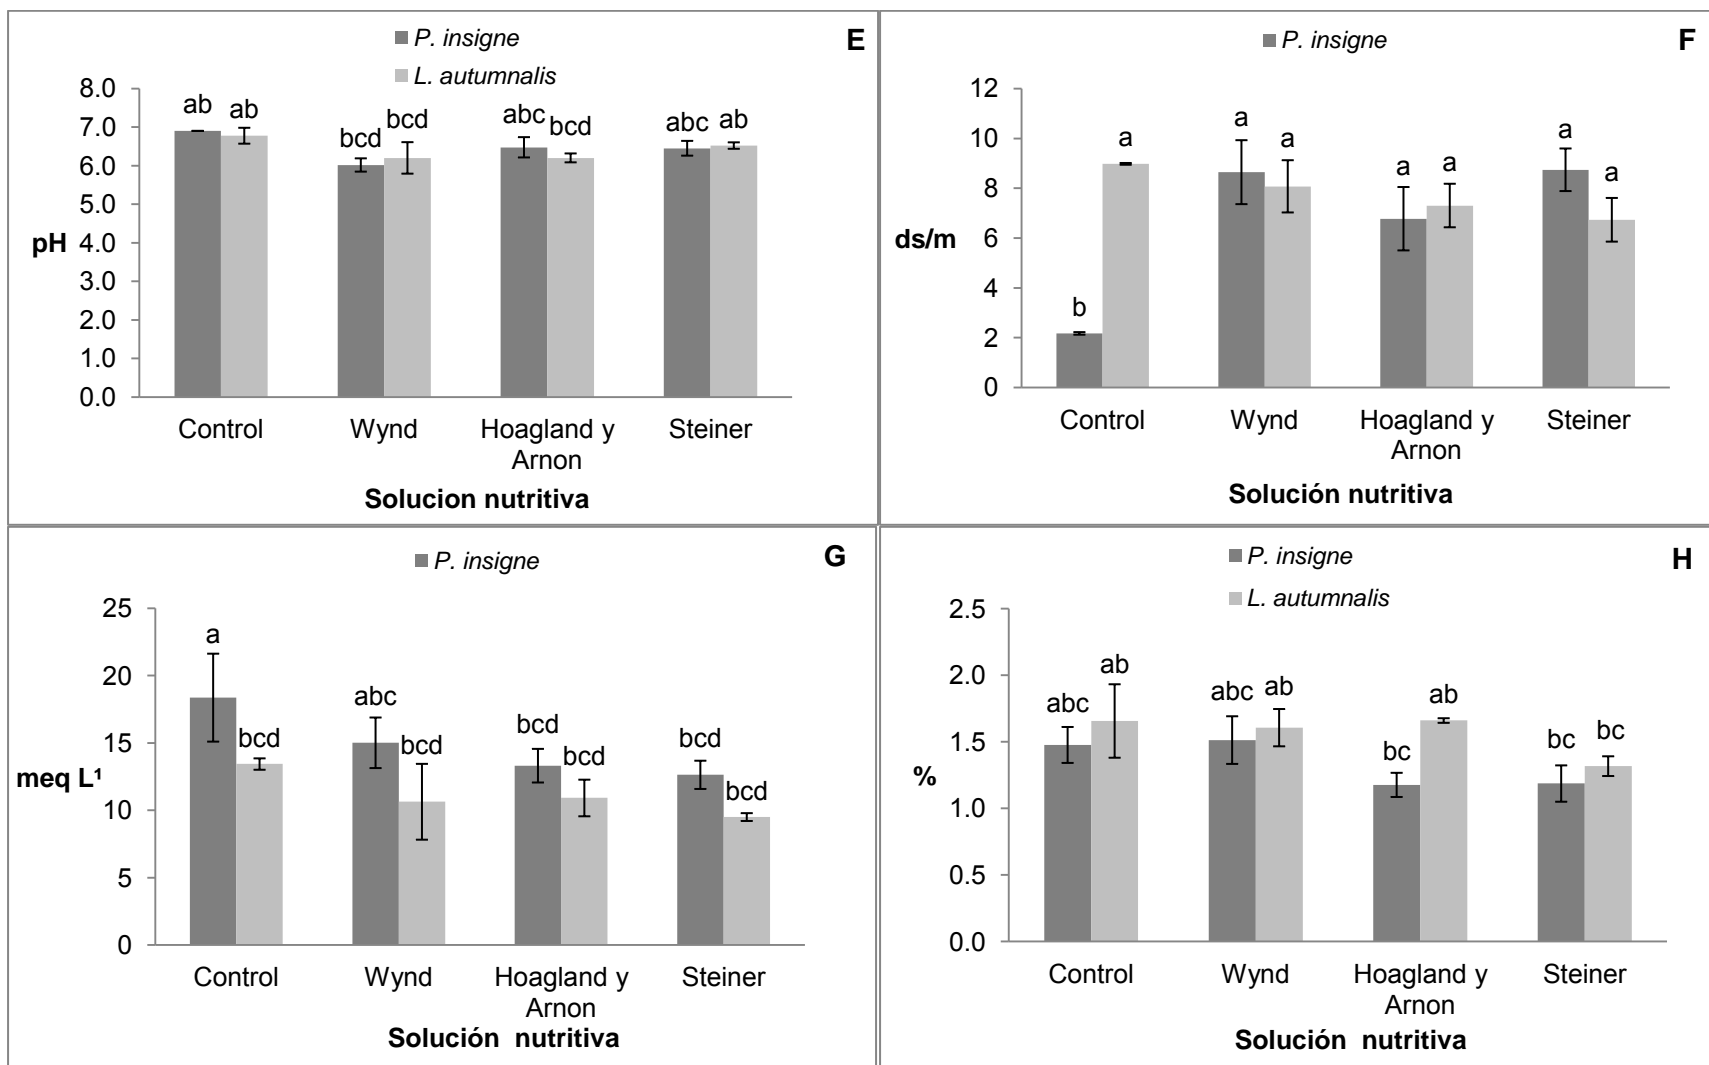 P. insigne
E
L. autumnalis
8.0
7.0
6.0
5.0
4.0
3.0
2.0
1.0
0.0
pH
ab ab
bcd bcd
abc bcd
abc ab
Control Wynd Hoagland y Arnon Steiner
Solucion nutritiva
P. insigne
F
12
10
8
6
4
2
0
ds/m
b a
a a
a a
a a
Control Wynd Hoagland y Arnon Steiner
Solución nutritiva
P. insigne
G
25
20
15
10
5
0
meq L¹
a bcd
abc bcd
bcd bcd
bcd bcd
Control Wynd Hoagland y Arnon Steiner
Solución nutritiva
P. insigne
H
L. autumnalis
2.5
2.0
1.5
1.0
0.5
0.0
%
abc ab
abc ab
bc ab
bc bc
Control Wynd Hoagland y Arnon Steiner
Solución nutritiva